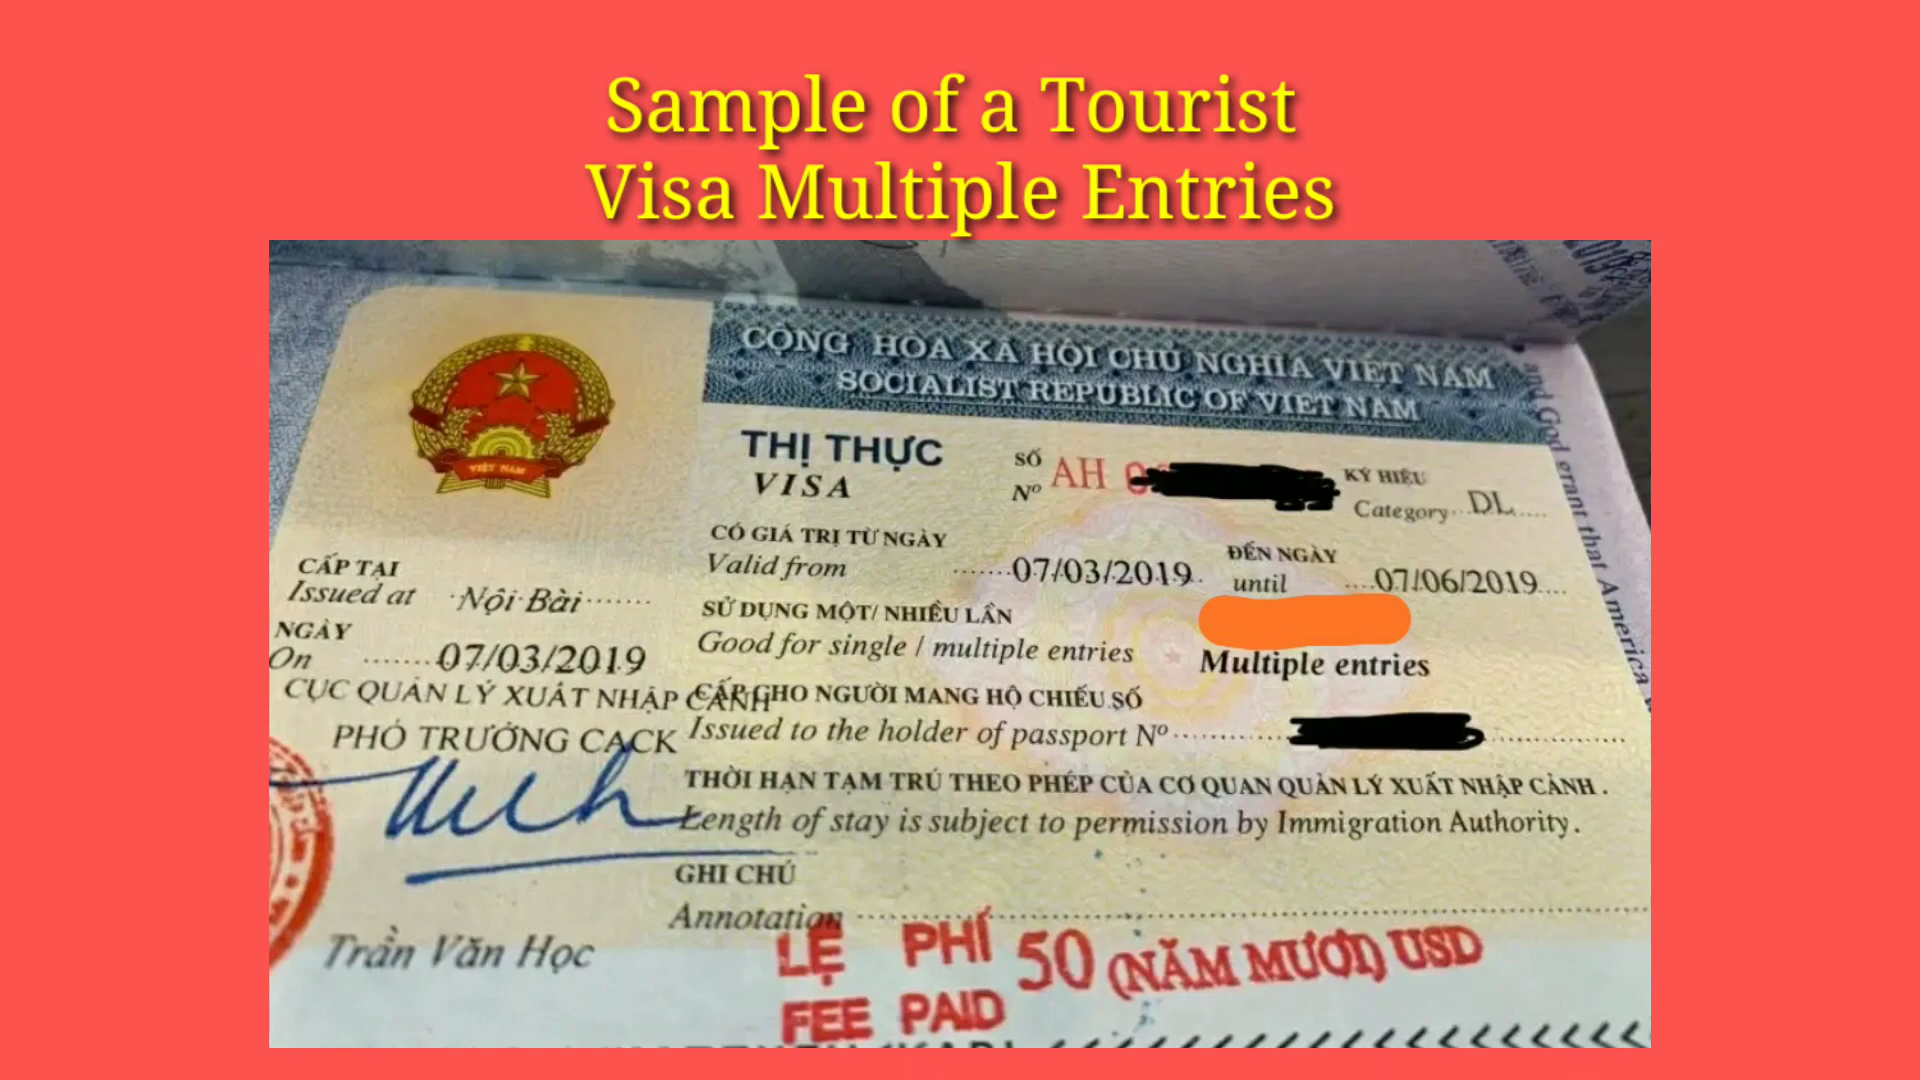 Sample of a Tourist
Visa Multiple Entries
CỘNG HÒA XÃ HỘI CHỦ NGHĨA VIỆT NAM
SOCIALIST REPUBLIC OF VIET NAM
VIỆT NAM
THỊ THỰC
VISA
SỐ
Nº AH
KÝ HIỆU
Category DL
CÓ GIÁ TRỊ TỪ NGÀY
Valid from 07/03/2019
ĐẾN NGÀY
until 07/06/2019
CẤP TẠI
Issued at Nội Bài
SỬ DỤNG MỘT/ NHIỀU LẦN
Good for single / multiple entries
Multiple entries
NGÀY
On 07/03/2019
CỤC QUẢN LÝ XUẤT NHẬP CẢNH
PHÓ TRƯỞNG CACK
CẤP CHO NGƯỜI MANG HỘ CHIẾU SỐ
Issued to the holder of passport Nº
THỜI HẠN TẠM TRÚ THEO PHÉP CỦA CƠ QUAN QUẢN LÝ XUẤT NHẬP CẢNH .
Length of stay is subject to permission by Immigration Authority.
GHI CHÚ
Annotation
Trần Văn Học
LỆ PHÍ 50 (NĂM MƯƠI) USD
FEE PAID
and God grant that America